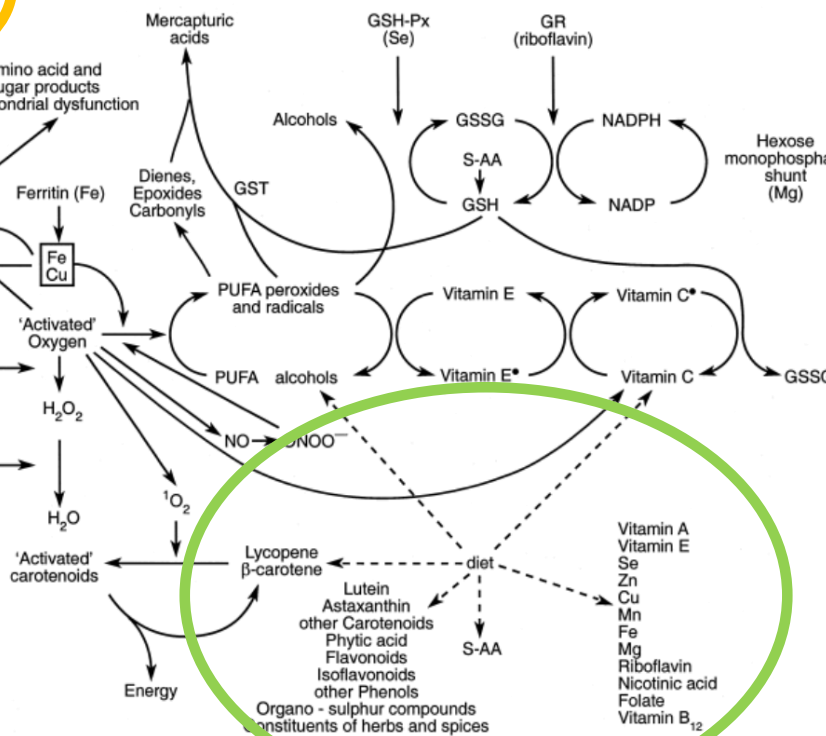 Mercapturic
acids
GSH-Px
(Se)
GR
(riboflavin)
mino acid and
ugar products
ondrial dysfunction
Alcohols
GSSG
NADPH
S-AA
Hexose
monophospha
shunt
(Mg)
Dienes,
Epoxides
Carbonyls
GST
Ferritin (Fe)
GSH
NADP
Fe
Cu
PUFA peroxides
and radicals
Vitamin E
Vitamin C•
'Activated'
Oxygen
PUFA alcohols
Vitamin E•
Vitamin C
GSSG
H₂O₂
NO
ONOO⁻
¹O₂
H₂O
'Activated'
carotenoids
Lycopene
β-carotene
diet
Vitamin A
Vitamin E
Se
Zn
Cu
Mn
Fe
Mg
Riboflavin
Nicotinic acid
Folate
Vitamin B₁₂
Lutein
Astaxanthin
other Carotenoids
Phytic acid
Flavonoids
Isoflavonoids
other Phenols
Organo - sulphur compounds
Constituents of herbs and spices
S-AA
Energy